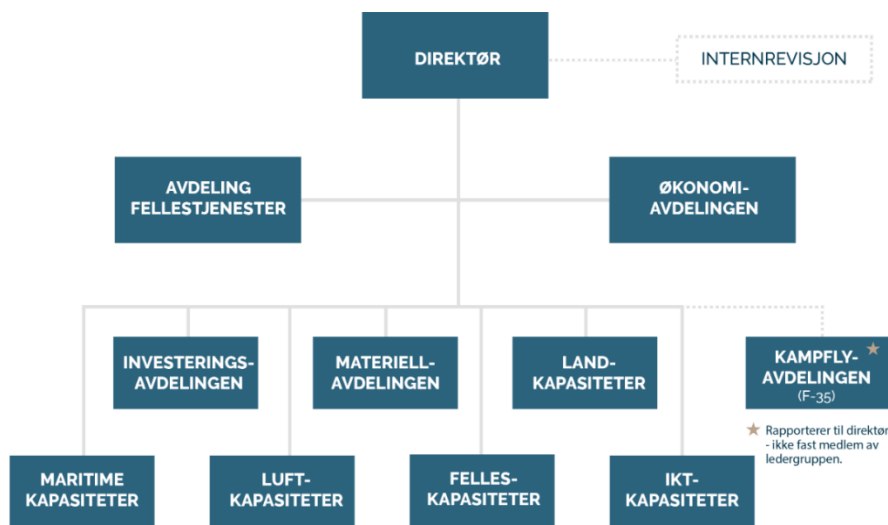 DIREKTØR
INTERNREVISJON
AVDELING
FELLESTJENESTER
ØKONOMI-
AVDELINGEN
INVESTERINGS-
AVDELINGEN
MATERIELL-
AVDELINGEN
LAND-
KAPASITETER
KAMPFLY-
AVDELINGEN
(F-35)
Rapporterer til direktør
- ikke fast medlem av
ledergruppen.
MARITIME
KAPASITETER
LUFT-
KAPASITETER
FELLES-
KAPASITETER
IKT-
KAPASITETER